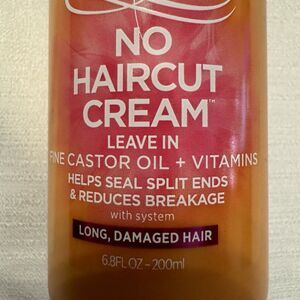 NO
HAIRCUT
CREAM™
LEAVE IN
FINE CASTOR OIL + VITAMINS
HELPS SEAL SPLIT ENDS
& REDUCES BREAKAGE
with system
LONG, DAMAGED HAIR
6.8FL OZ – 200ml